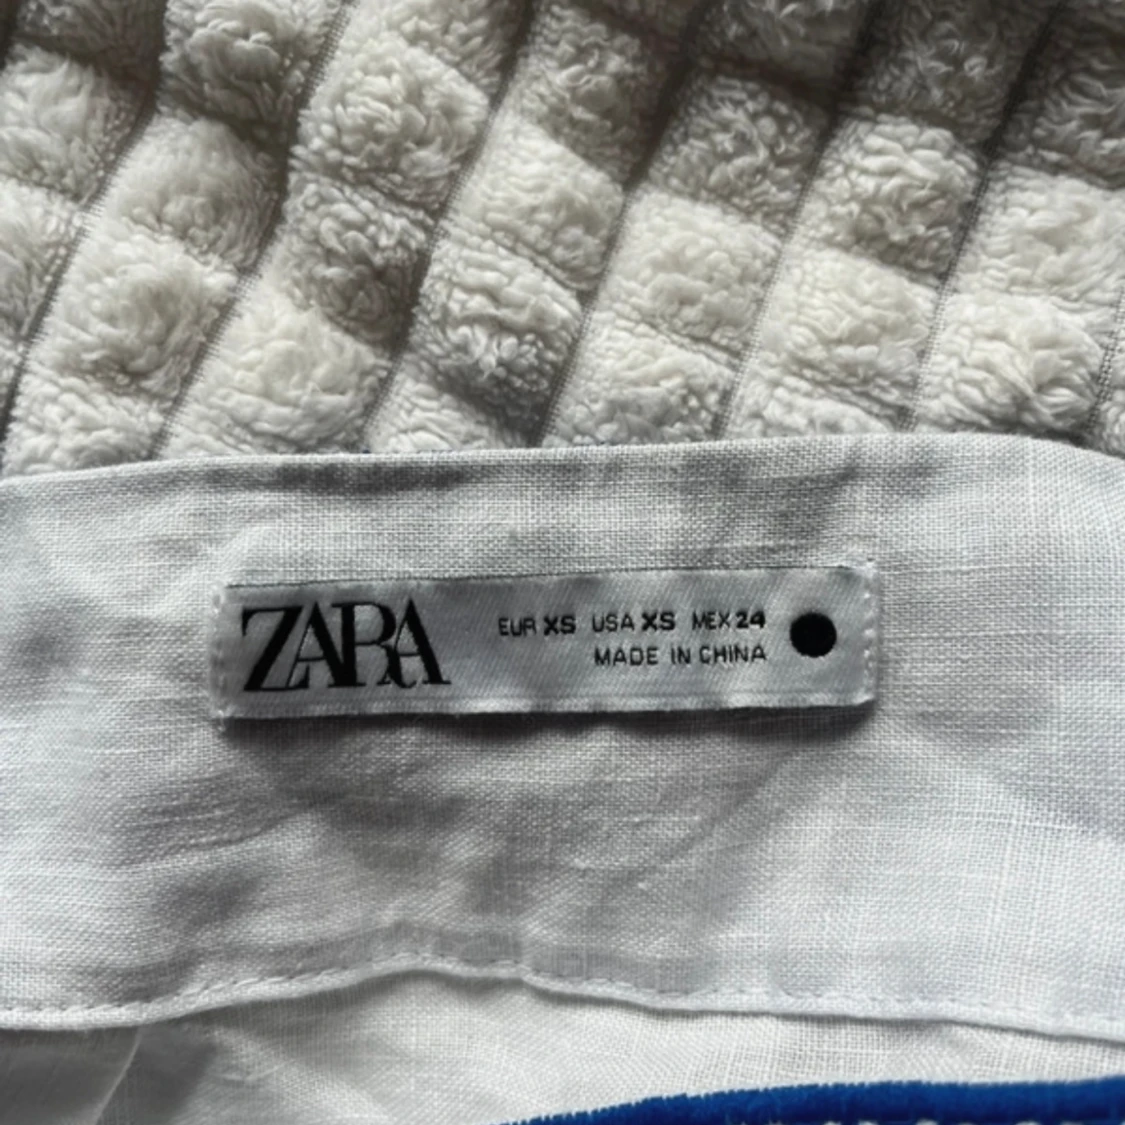 ZARA
EUR XS USA XS MEX 24
MADE IN CHINA